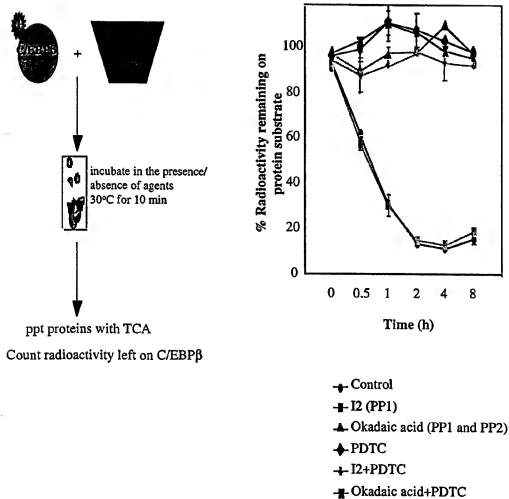 +
incubate in the presence/
absence of agents
30°C for 10 min
ppt proteins with TCA
Count radioactivity left on C/EBPβ
% Radioactivity remaining on
protein substrate
100
80
60
40
20
0
0 0.5 1 2 4 8
Time (h)
Control
I2 (PP1)
Okadaic acid (PP1 and PP2)
PDTC
I2+PDTC
Okadaic acid+PDTC